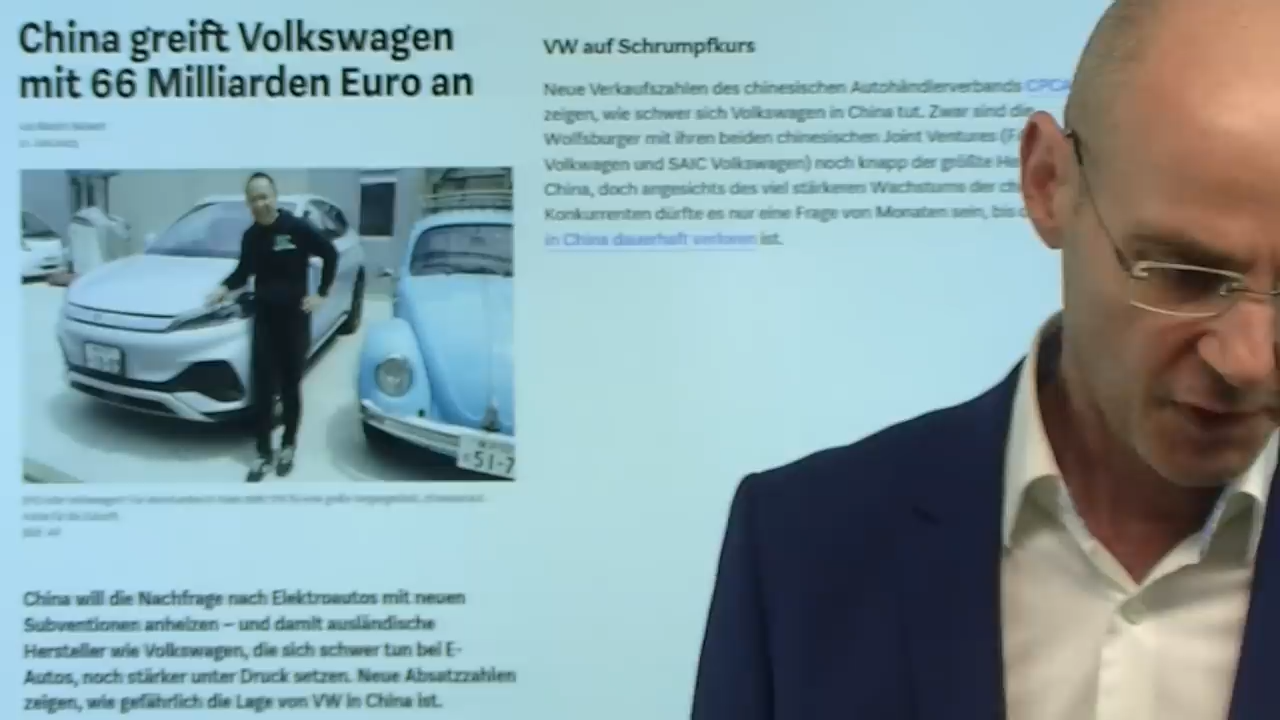 China greift Volkswagen
mit 66 Milliarden Euro an
China will die Nachfrage nach Elektroautos mit neuen
Subventionen anheizen – und damit ausländische
Hersteller wie Volkswagen, die sich schwer tun bei E-
Autos, noch stärker unter Druck setzen. Neue Absatzzahlen
zeigen, wie gefährlich die Lage von VW in China ist.
VW auf Schrumpfkurs
Neue Verkaufszahlen des chinesischen Autohändlerverbands
zeigen, wie schwer sich Volkswagen in China tut. Zwar sind die
Wolfsburger mit ihren beiden chinesischen Joint Ventures
Volkwagen und SAIC Volkswagen) noch knapp der größte
China, doch angesichts des viel stärkeren Wachstums der
Konkurrenten dürfte es nur eine Frage von Monaten sein, bis
in China dauerhaft verloren ist.